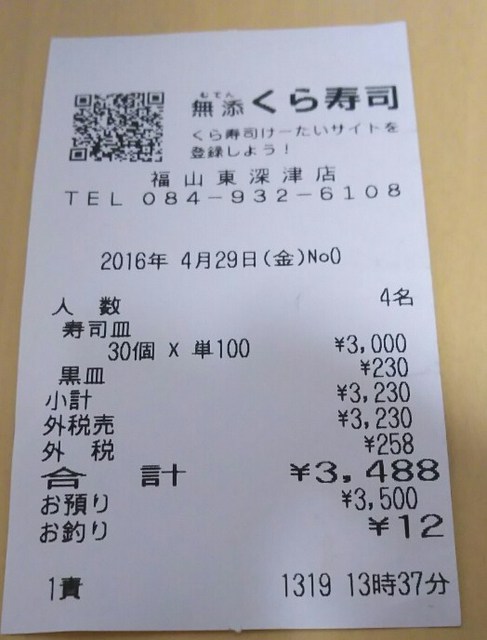 むてん
無添 くら寿司
くら寿司けーたいサイトを
登録しよう！
福山東深津店
TEL 084-932-6108
2016年 4月29日(金)No0
人 数 4名
寿司皿
30個 X 単100 ¥3,000
黒皿 ¥230
小計 ¥3,230
外税売 ¥3,230
外 税 ¥258
合 計 ¥3,488
お預り ¥3,500
お釣り ¥12
1責 1319 13時37分